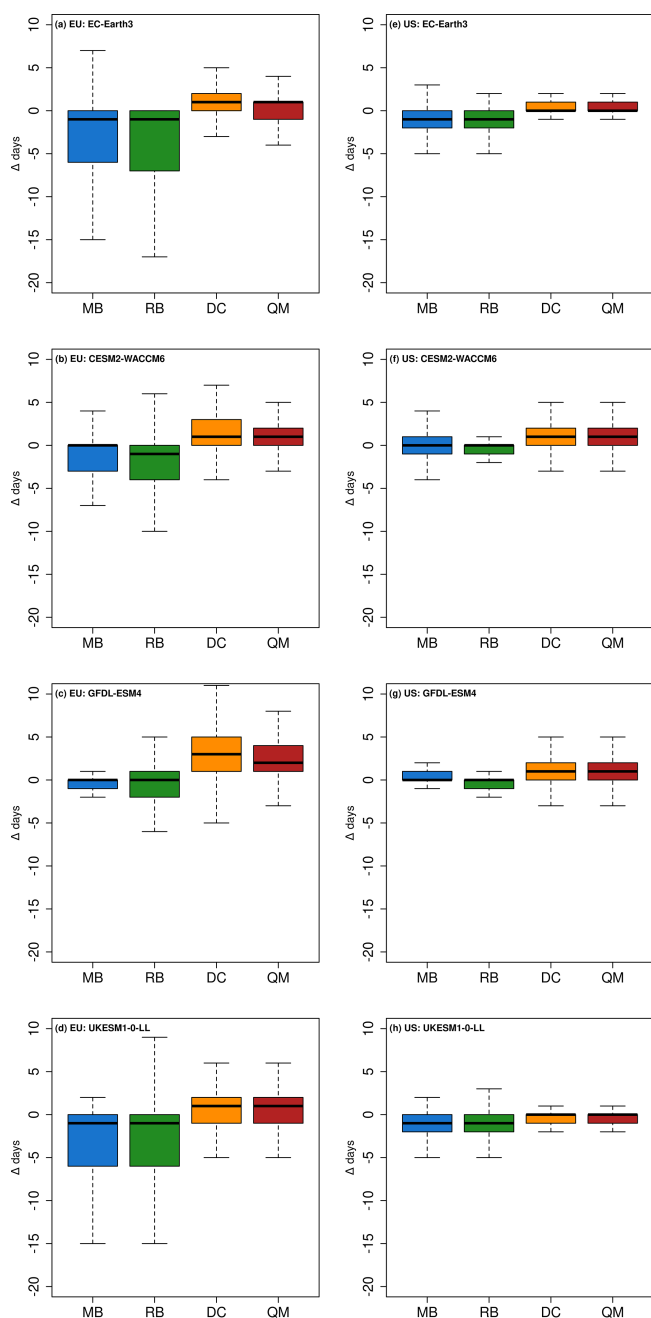 (a) EU: EC-Earth3
10
5
0
-5
-10
-15
-20
Δ days
MB RB DC QM
(e) US: EC-Earth3
10
5
0
-5
-10
-15
-20
Δ days
MB RB DC QM
(b) EU: CESM2-WACCM6
10
5
0
-5
-10
-15
-20
Δ days
MB RB DC QM
(f) US: CESM2-WACCM6
10
5
0
-5
-10
-15
-20
Δ days
MB RB DC QM
(c) EU: GFDL-ESM4
10
5
0
-5
-10
-15
-20
Δ days
MB RB DC QM
(g) US: GFDL-ESM4
10
5
0
-5
-10
-15
-20
Δ days
MB RB DC QM
(d) EU: UKESM1-0-LL
10
5
0
-5
-10
-15
-20
Δ days
MB RB DC QM
(h) US: UKESM1-0-LL
10
5
0
-5
-10
-15
-20
Δ days
MB RB DC QM